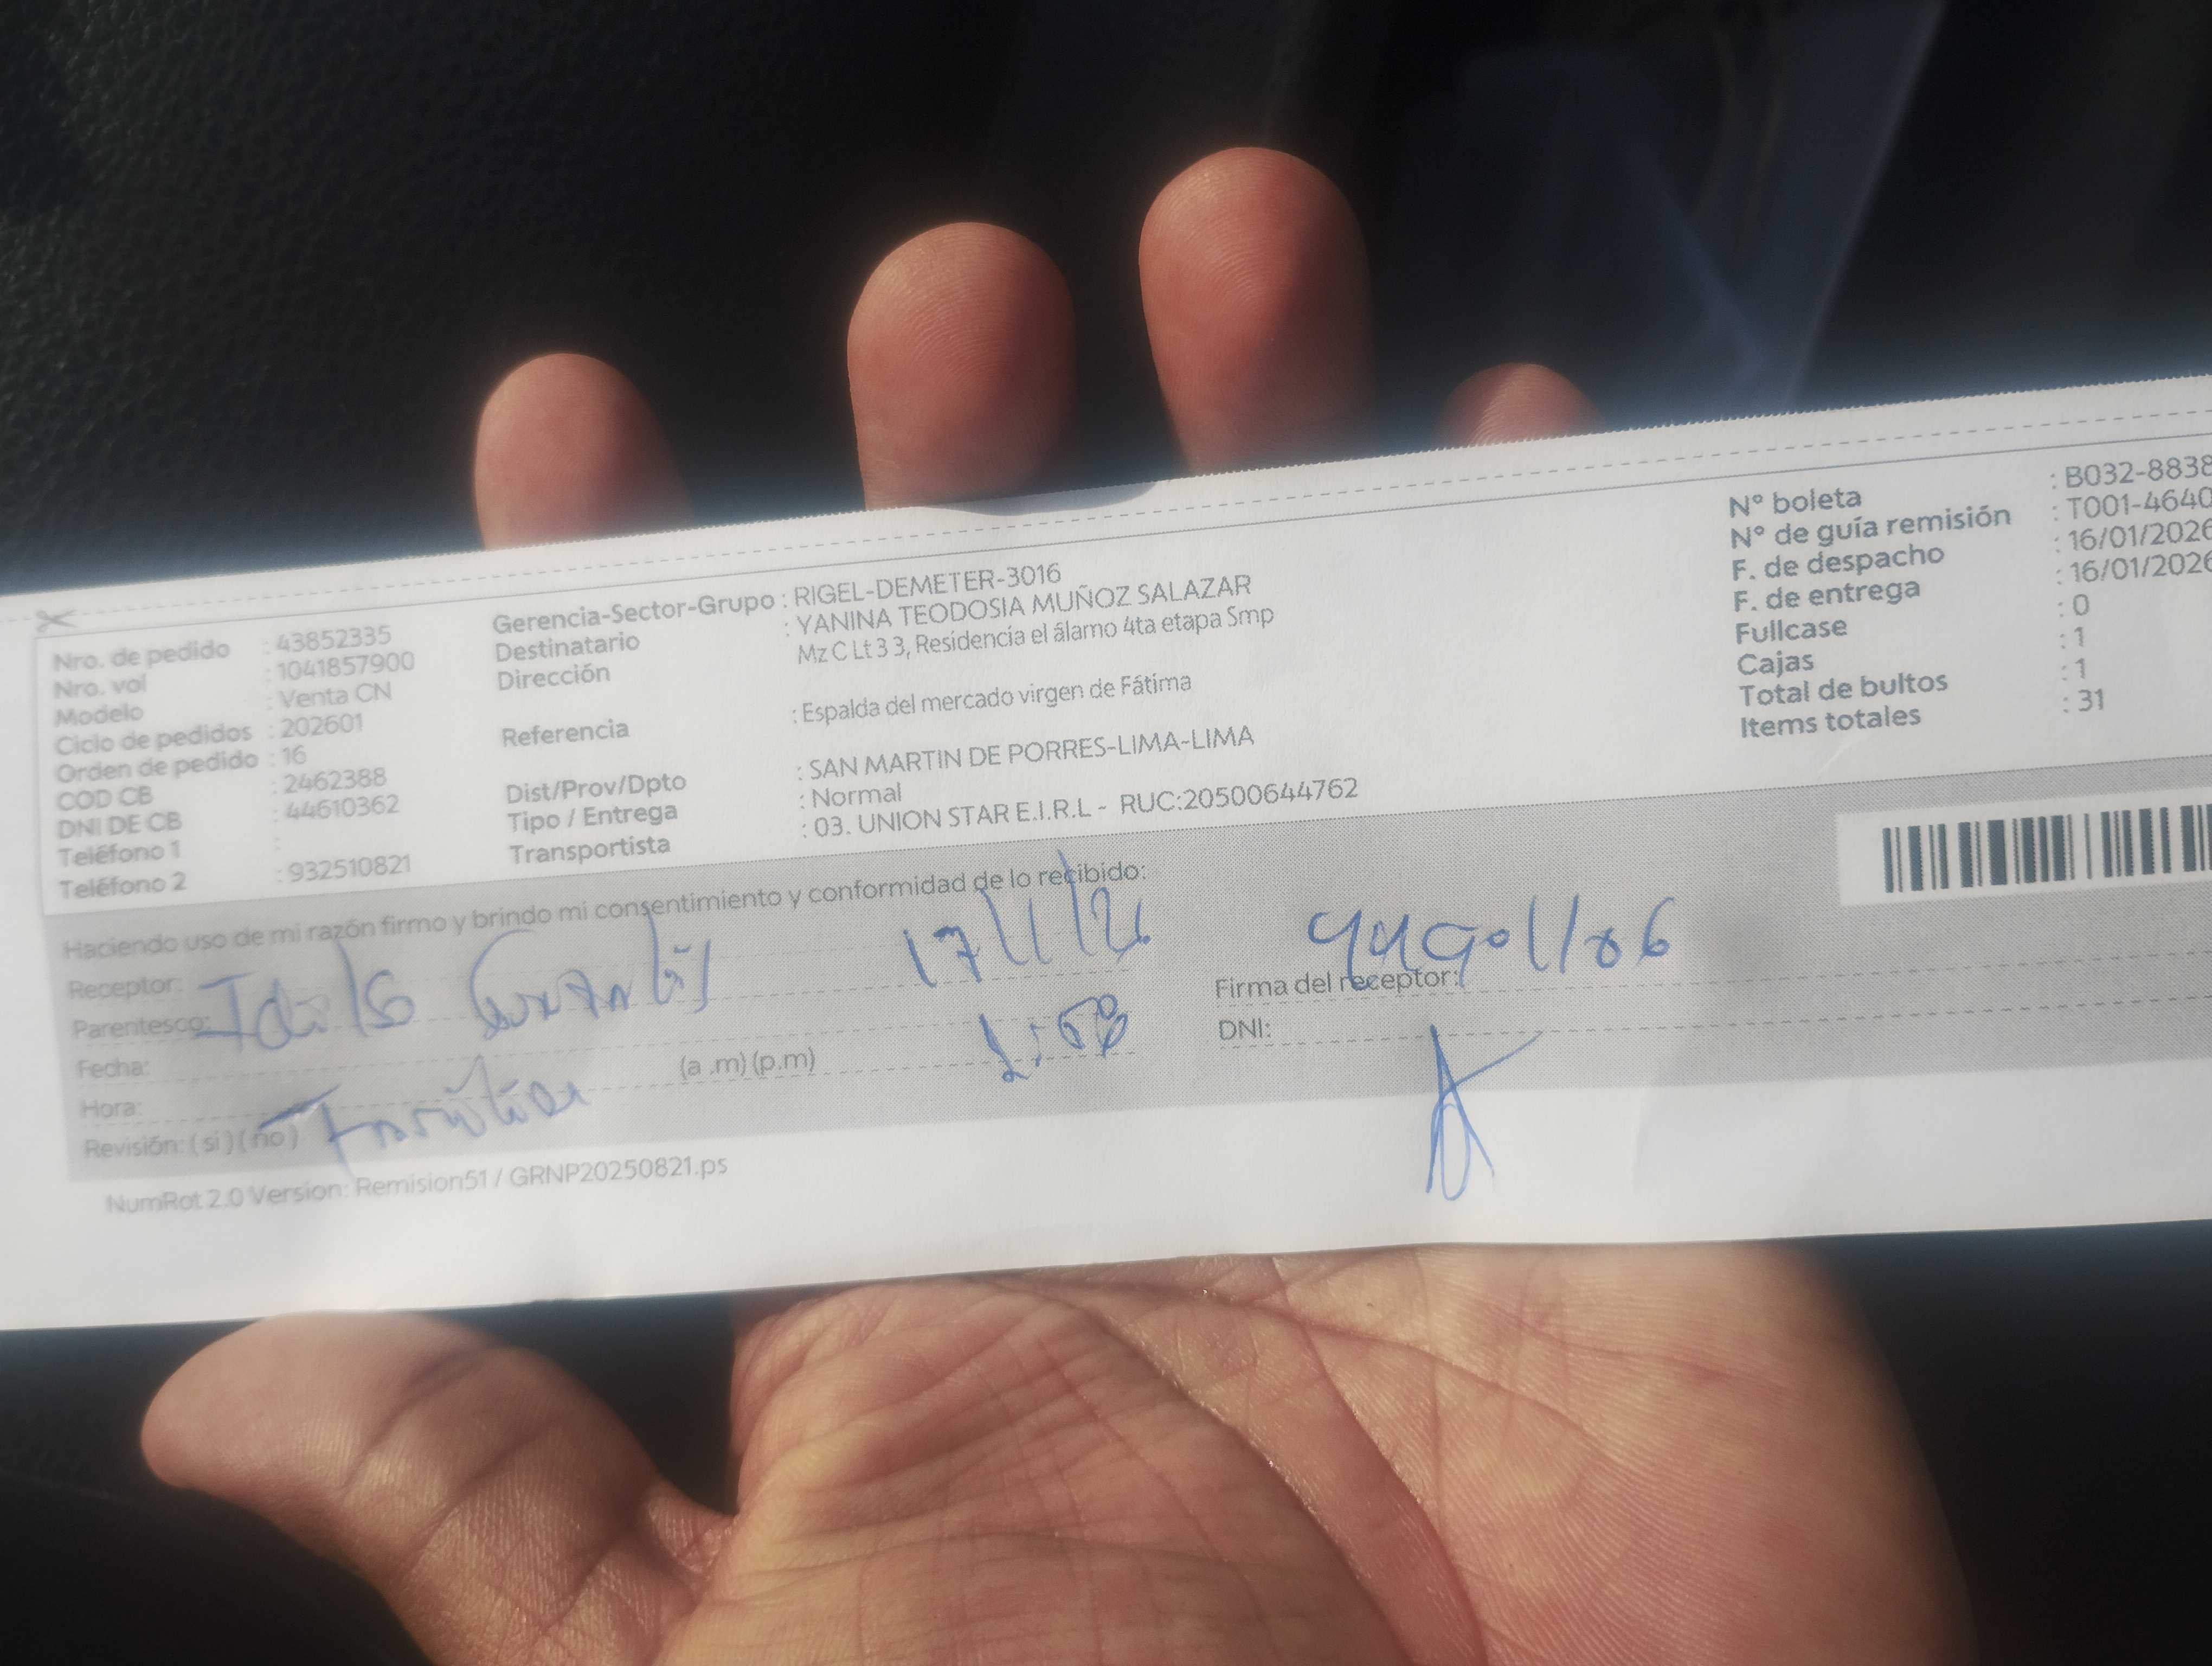 Nro. de pedido : 43852335
Nro. vol : 1041857900
Modelo : Venta CN
Ciclo de pedidos : 202601
Orden de pedido : 16
COD CB : 2462388
DNI DE CB : 44610362
Teléfono 1 :
Teléfono 2 : 932510821
Gerencia-Sector-Grupo : RIGEL-DEMETER-3016
Destinatario : YANINA TEODOSIA MUÑOZ SALAZAR
Dirección Mz C Lt 3 3, Residencia el álamo 4ta etapa Smp
Referencia : Espalda del mercado virgen de Fátima
Dist/Prov/Dpto : SAN MARTIN DE PORRES-LIMA-LIMA
Tipo / Entrega : Normal
Transportista : 03. UNION STAR E.I.R.L - RUC:20500644762
N° boleta : B032-8838
N° de guía remisión : T001-4640
F. de despacho : 16/01/2026
F. de entrega : 16/01/2026
Fullcase : 0
Cajas : 1
Total de bultos : 1
Items totales : 31
Haciendo uso de mi razón firmo y brindo mi consentimiento y conformidad de lo recibido:
Receptor:
Parentesco:
Fecha:
Hora: (a .m) (p.m)
Revisión: ( si ) ( no )
17/1/26
Firma del receptor:
DNI:
NumRot 2.0 Version: Remision51 / GRNP20250821.ps